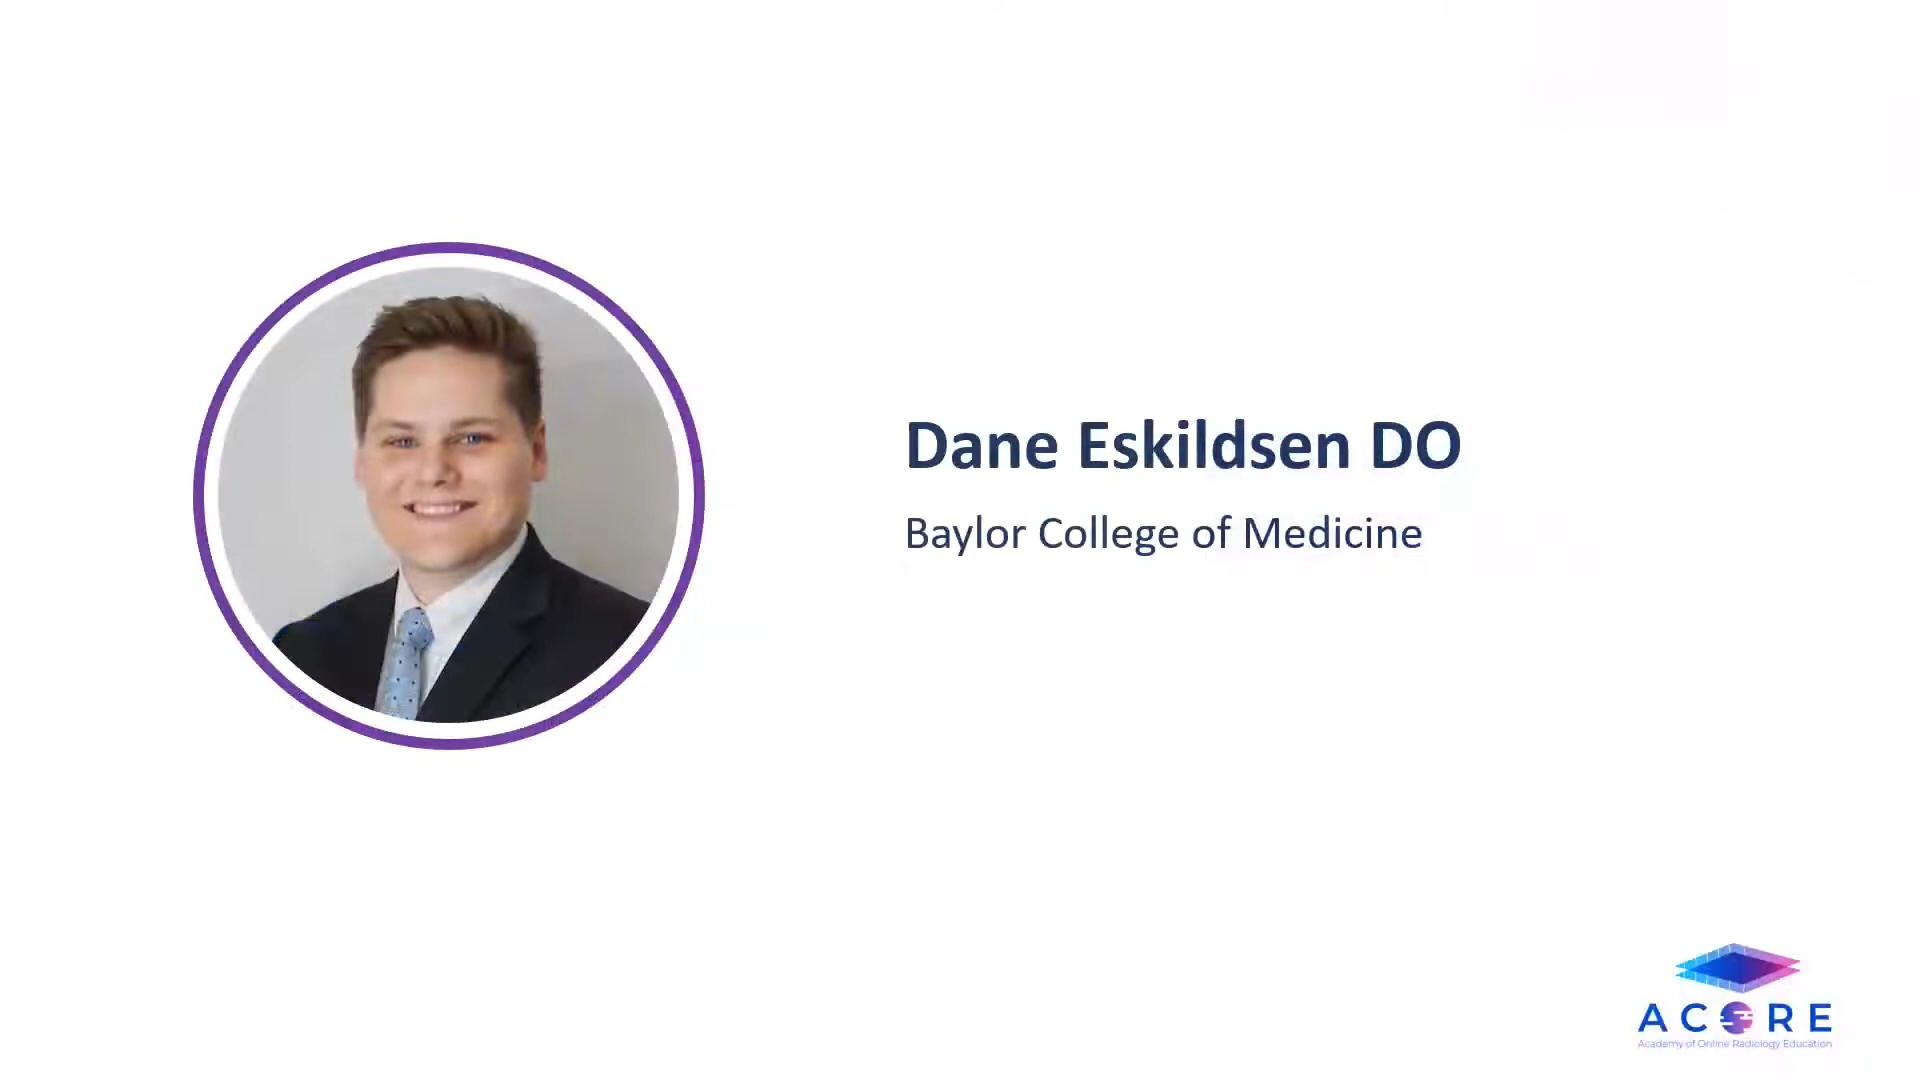 Dane Eskildsen DO
Baylor College of Medicine
ACORE
Academy of Online Radiology Education